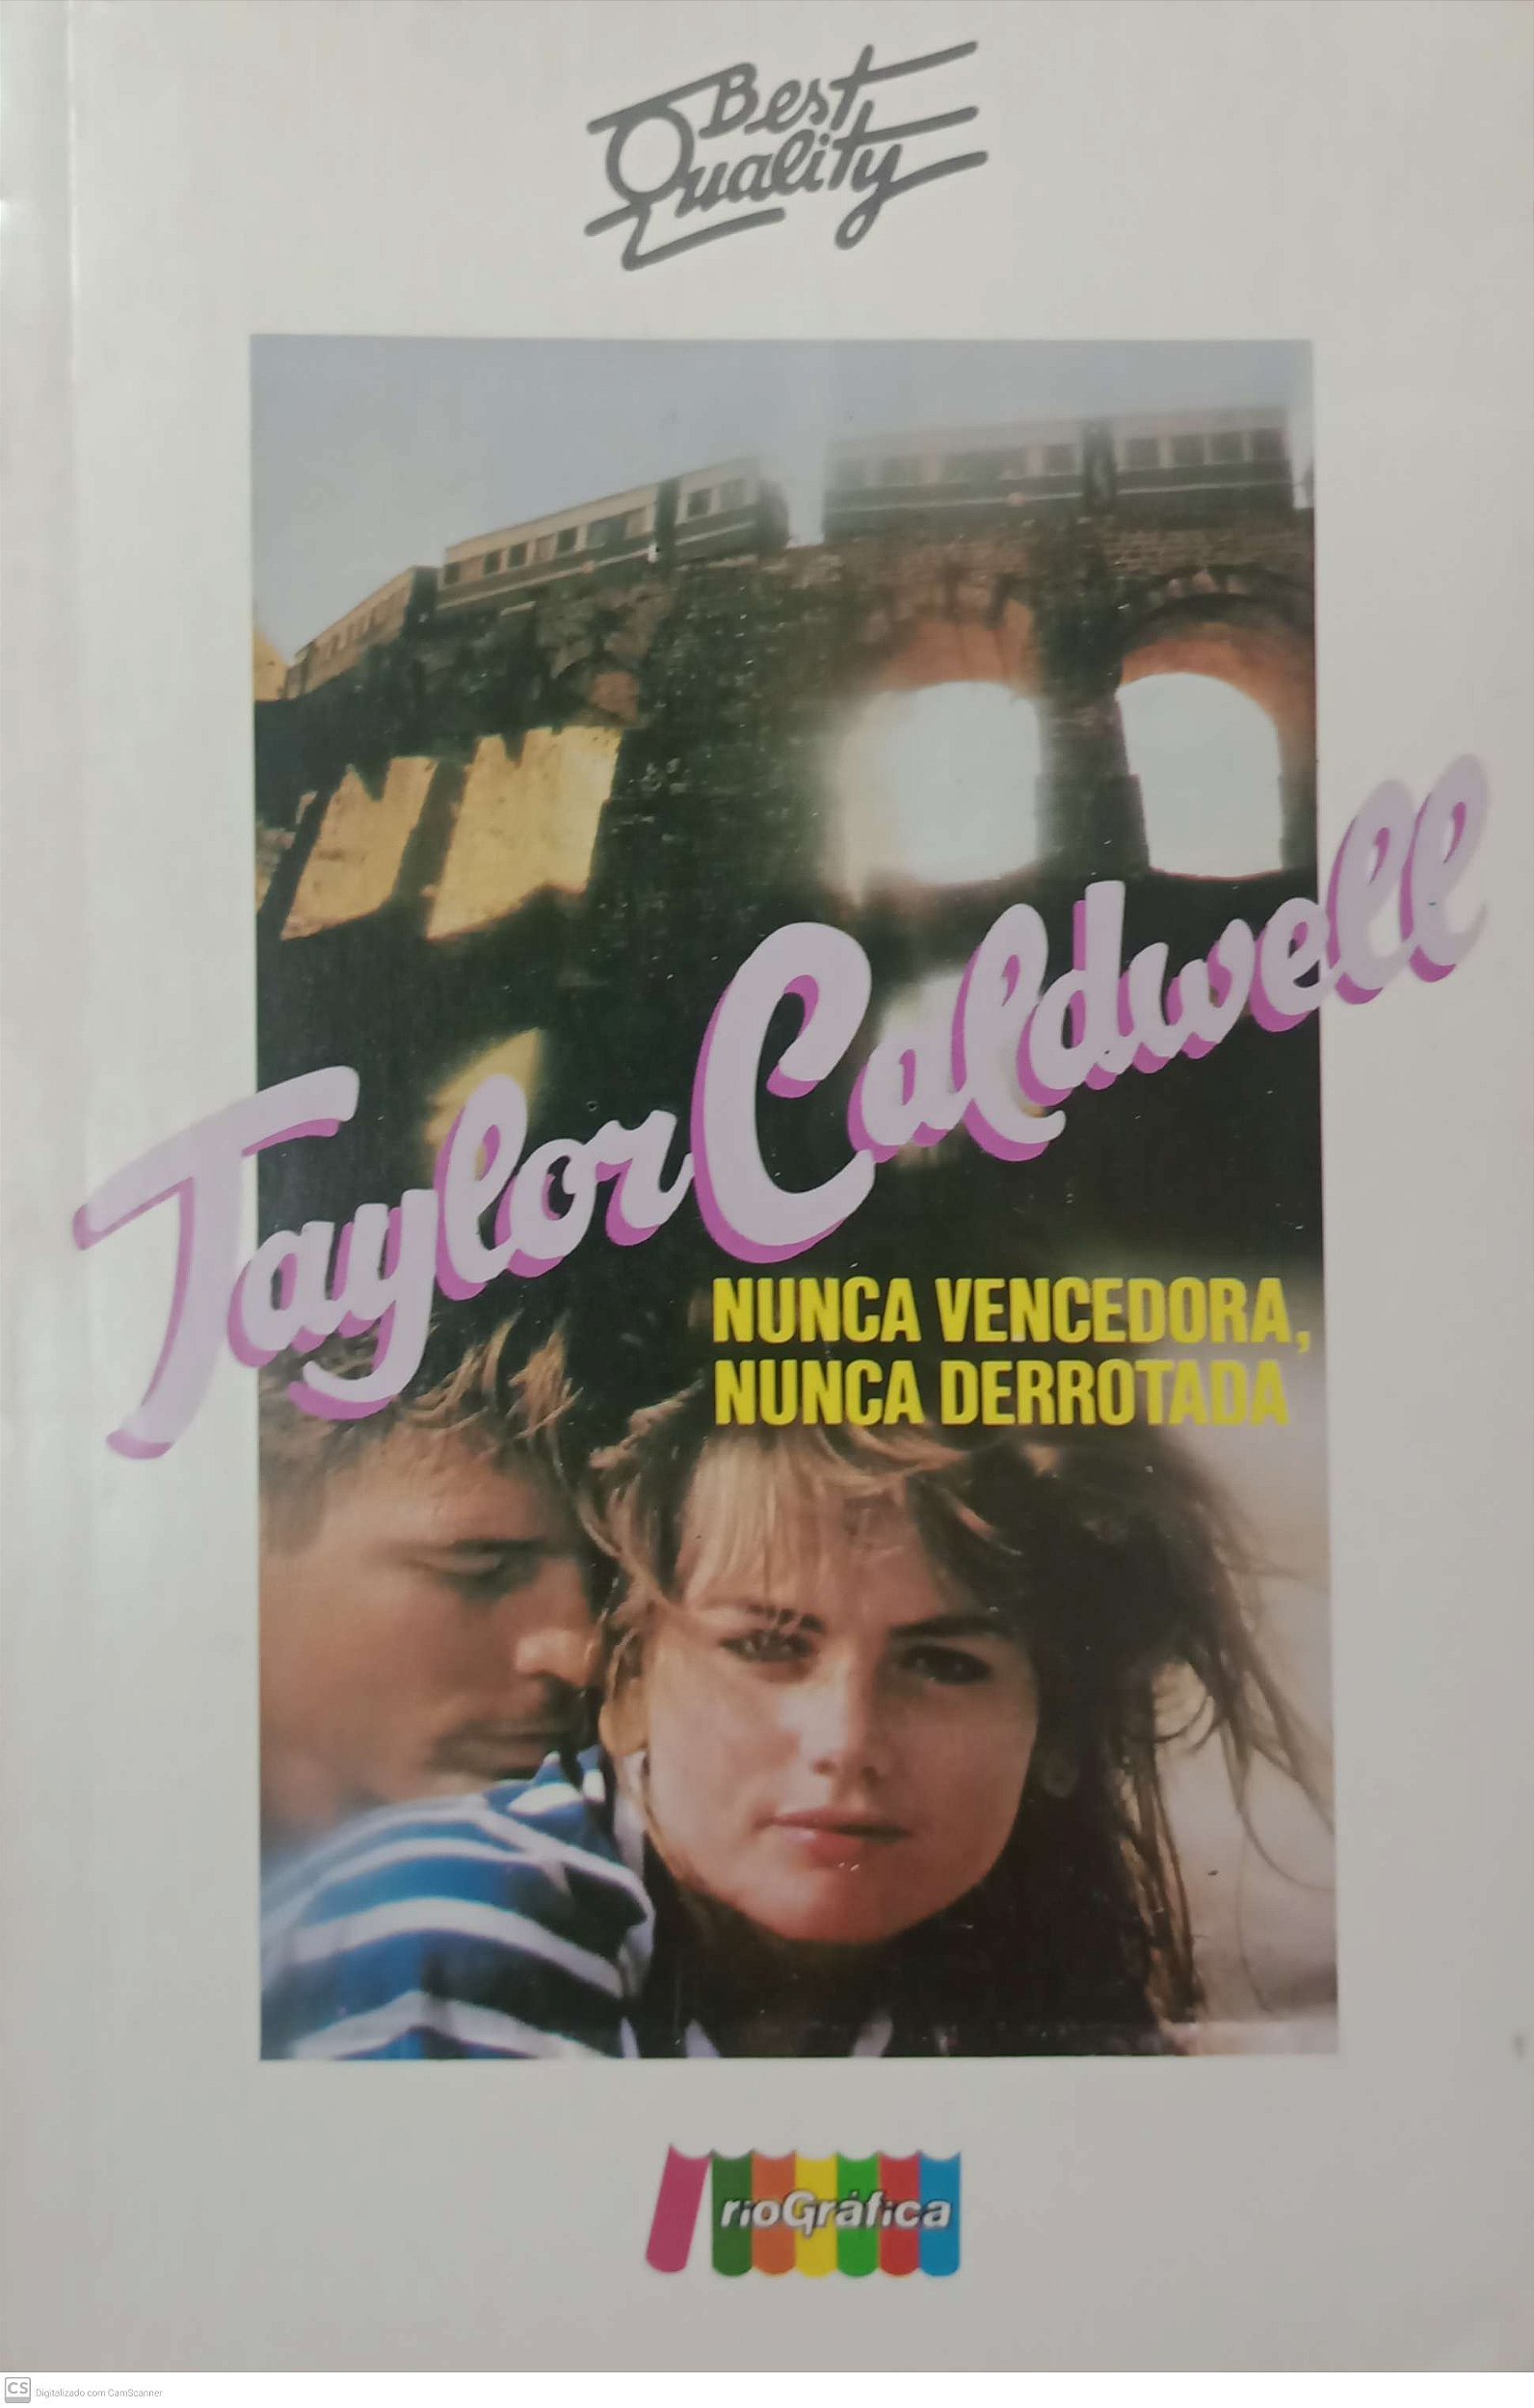 Best
Quality
Taylor Caldwell
NUNCA VENCEDORA,
NUNCA DERROTADA
rioGráfica
CS Digitalizado com CamScanner